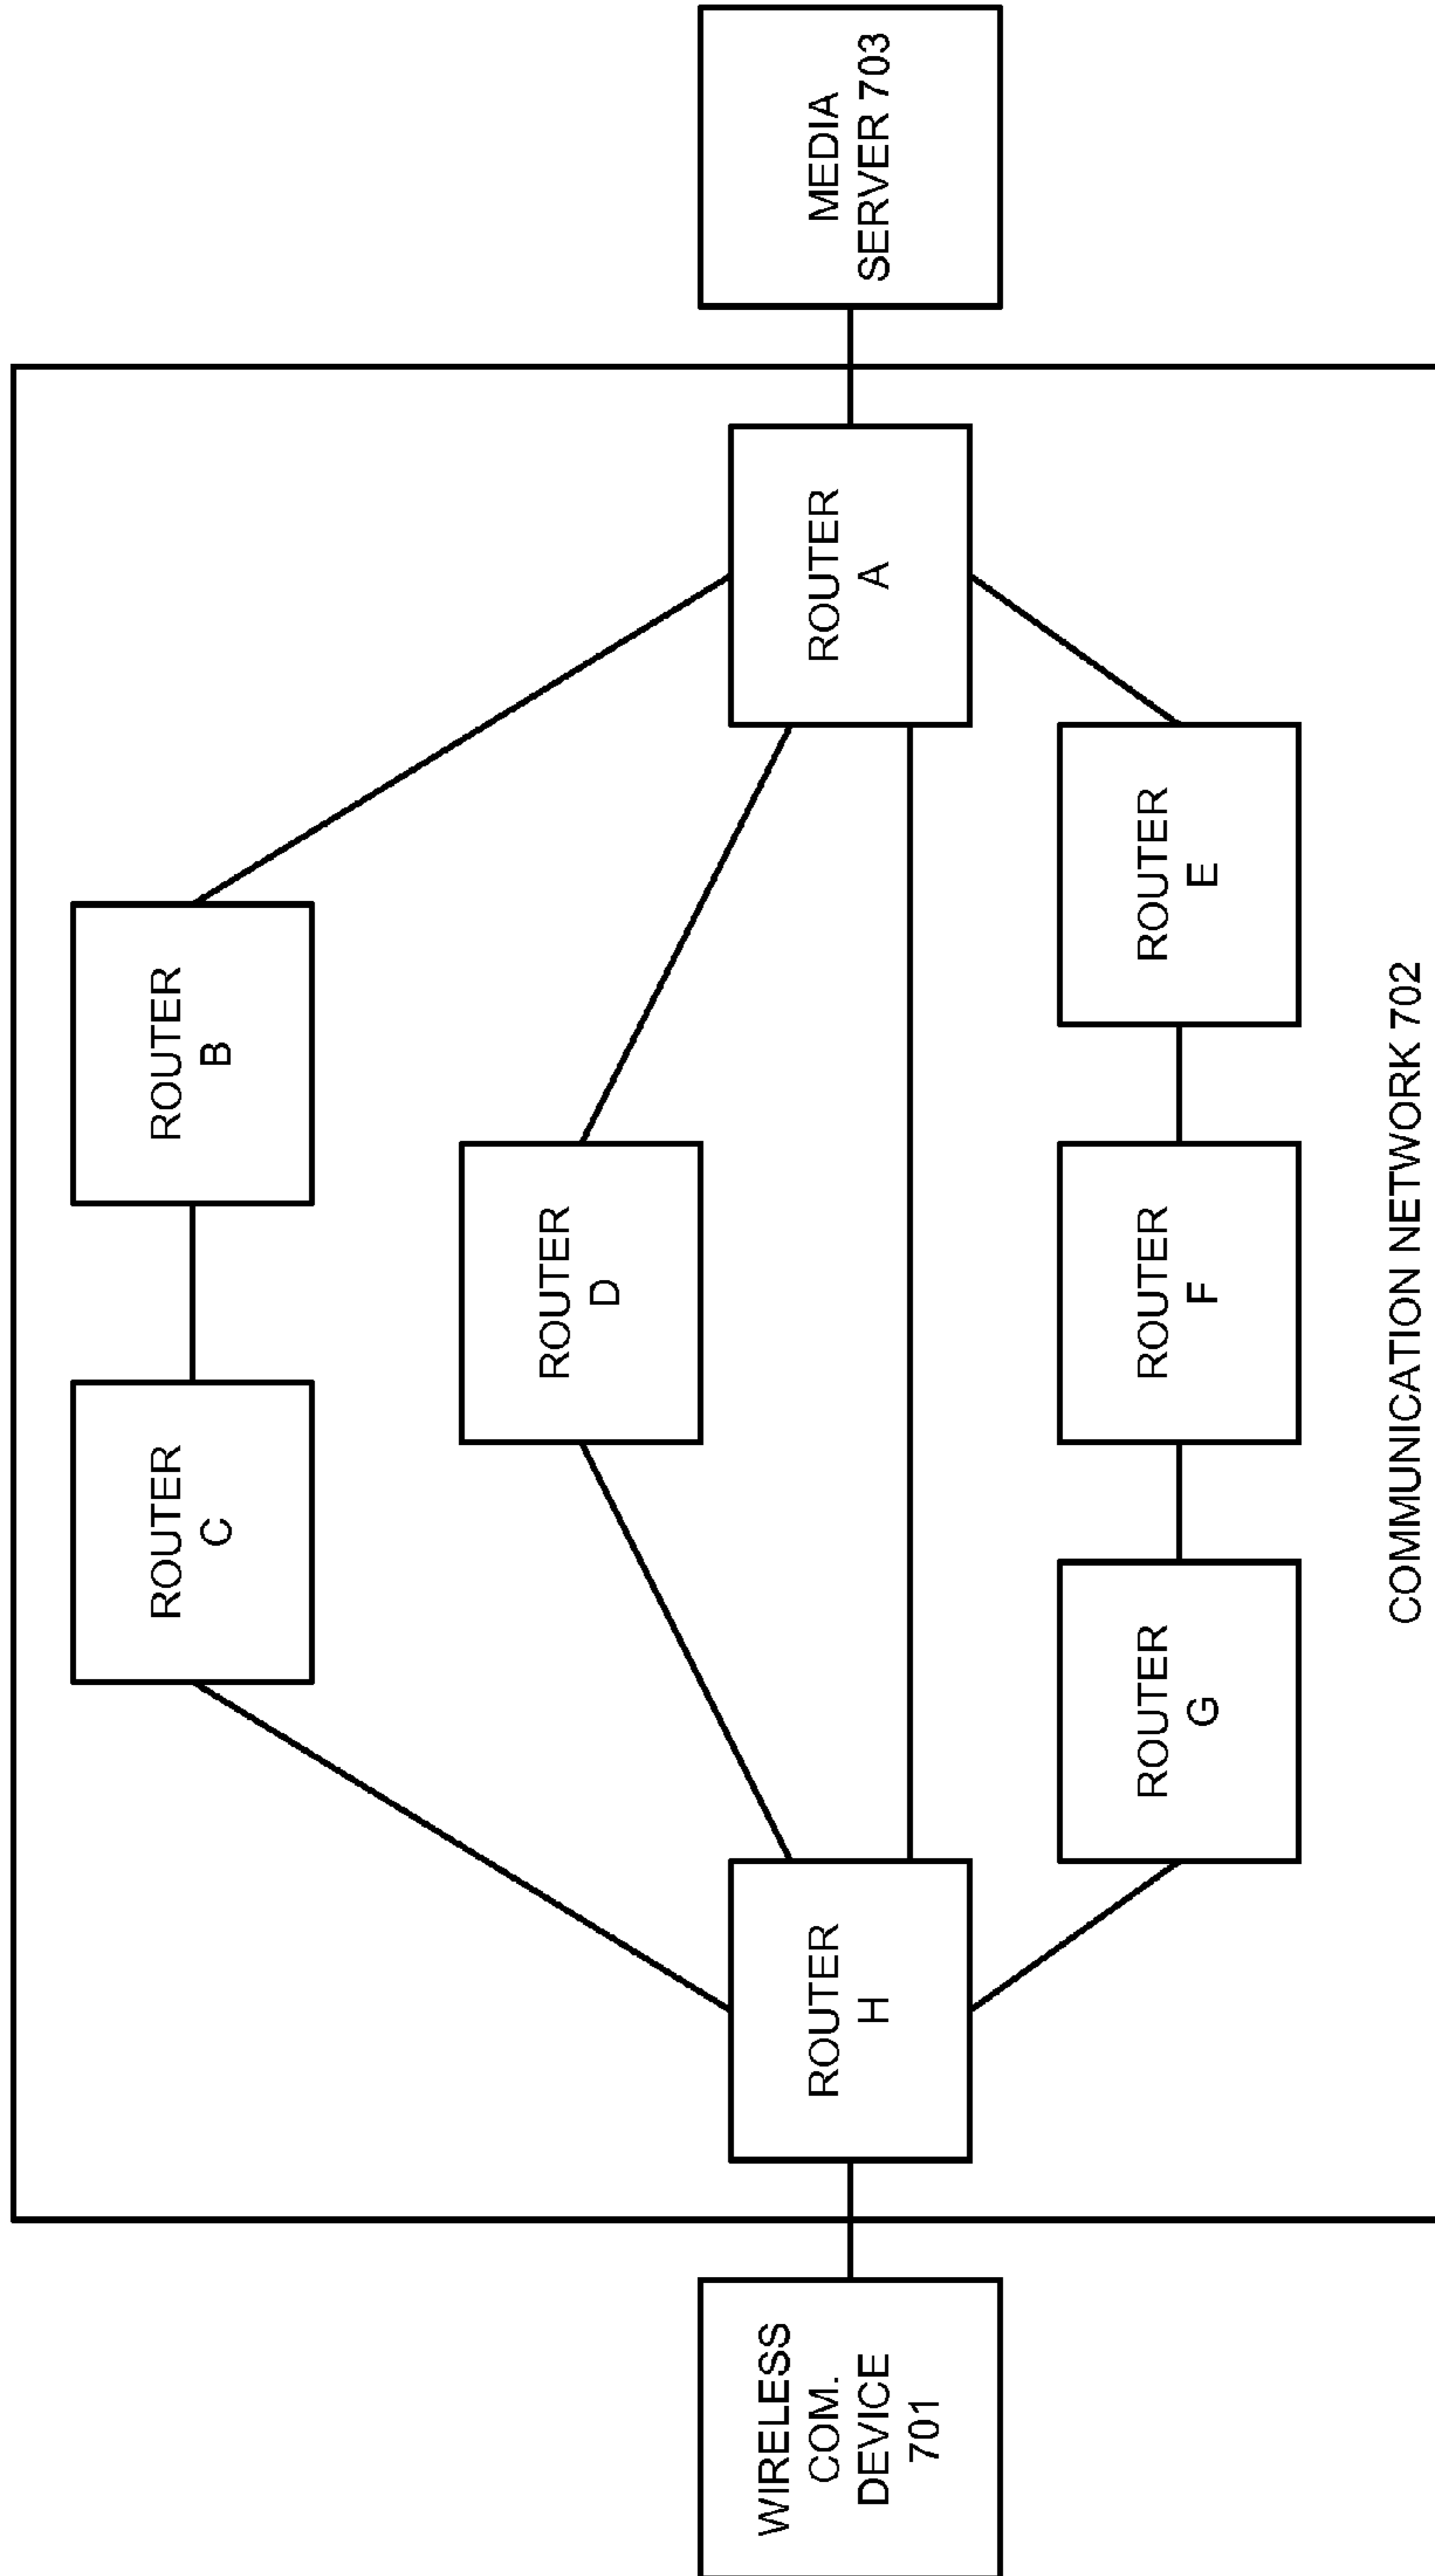 ROUTER
C
ROUTER
B
ROUTER
D
WIRELESS
COM.
DEVICE
701
ROUTER
H
ROUTER
A
MEDIA
SERVER 703
ROUTER
G
ROUTER
F
ROUTER
E
COMMUNICATION NETWORK 702